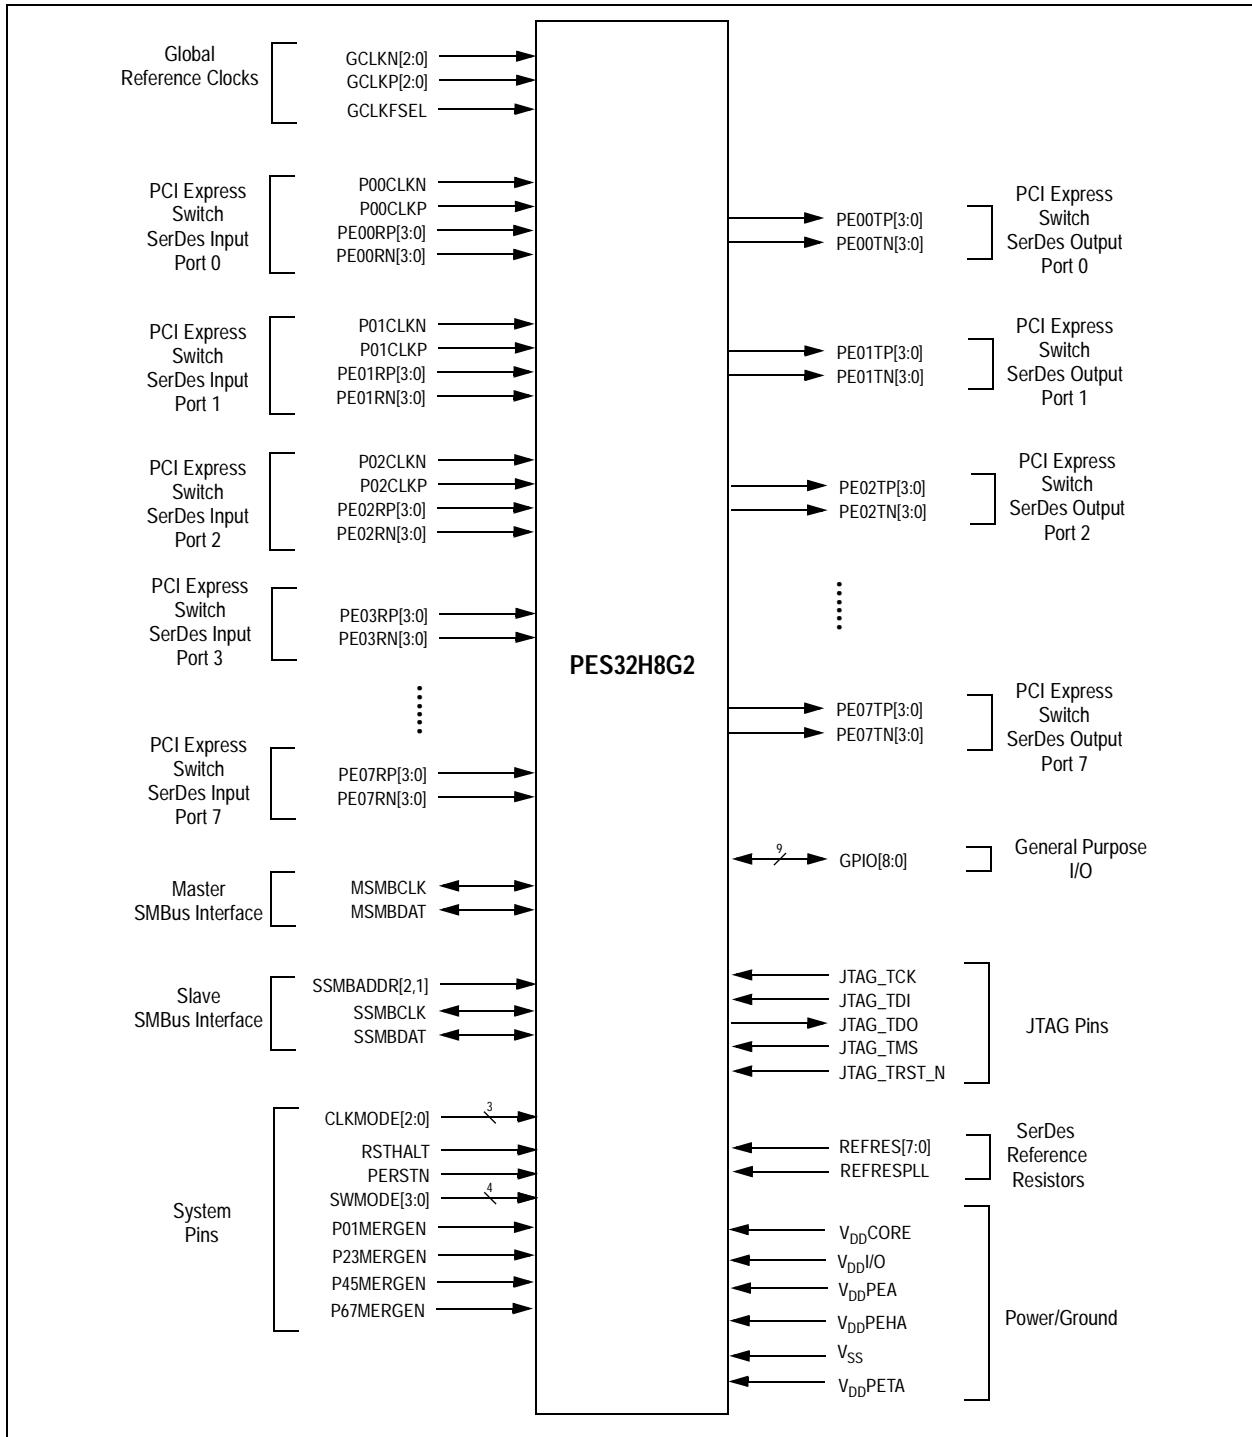 Global
Reference Clocks
GCLKN[2:0]
GCLKP[2:0]
GCLKFSEL
PCI Express
Switch
SerDes Input
Port 0
P00CLKN
P00CLKP
PE00RP[3:0]
PE00RN[3:0]
PCI Express
Switch
SerDes Input
Port 1
P01CLKN
P01CLKP
PE01RP[3:0]
PE01RN[3:0]
PCI Express
Switch
SerDes Input
Port 2
P02CLKN
P02CLKP
PE02RP[3:0]
PE02RN[3:0]
PCI Express
Switch
SerDes Input
Port 3
PE03RP[3:0]
PE03RN[3:0]
PCI Express
Switch
SerDes Input
Port 7
PE07RP[3:0]
PE07RN[3:0]
Master
SMBus Interface
MSMBCLK
MSMBDAT
Slave
SMBus Interface
SSMBADDR[2,1]
SSMBCLK
SSMBDAT
System
Pins
CLKMODE[2:0]
3
RSTHALT
PERSTN
SWMODE[3:0]
4
P01MERGEN
P23MERGEN
P45MERGEN
P67MERGEN
PES32H8G2
PE00TP[3:0]
PE00TN[3:0]
PCI Express
Switch
SerDes Output
Port 0
PE01TP[3:0]
PE01TN[3:0]
PCI Express
Switch
SerDes Output
Port 1
PE02TP[3:0]
PE02TN[3:0]
PCI Express
Switch
SerDes Output
Port 2
PE07TP[3:0]
PE07TN[3:0]
PCI Express
Switch
SerDes Output
Port 7
9
GPIO[8:0]
General Purpose
I/O
JTAG_TCK
JTAG_TDI
JTAG_TDO
JTAG_TMS
JTAG_TRST_N
JTAG Pins
REFRES[7:0]
REFRESPLL
SerDes
Reference
Resistors
VDDCORE
VDDI/O
VDDPEA
VDDPEHA
VSS
VDDPETA
Power/Ground